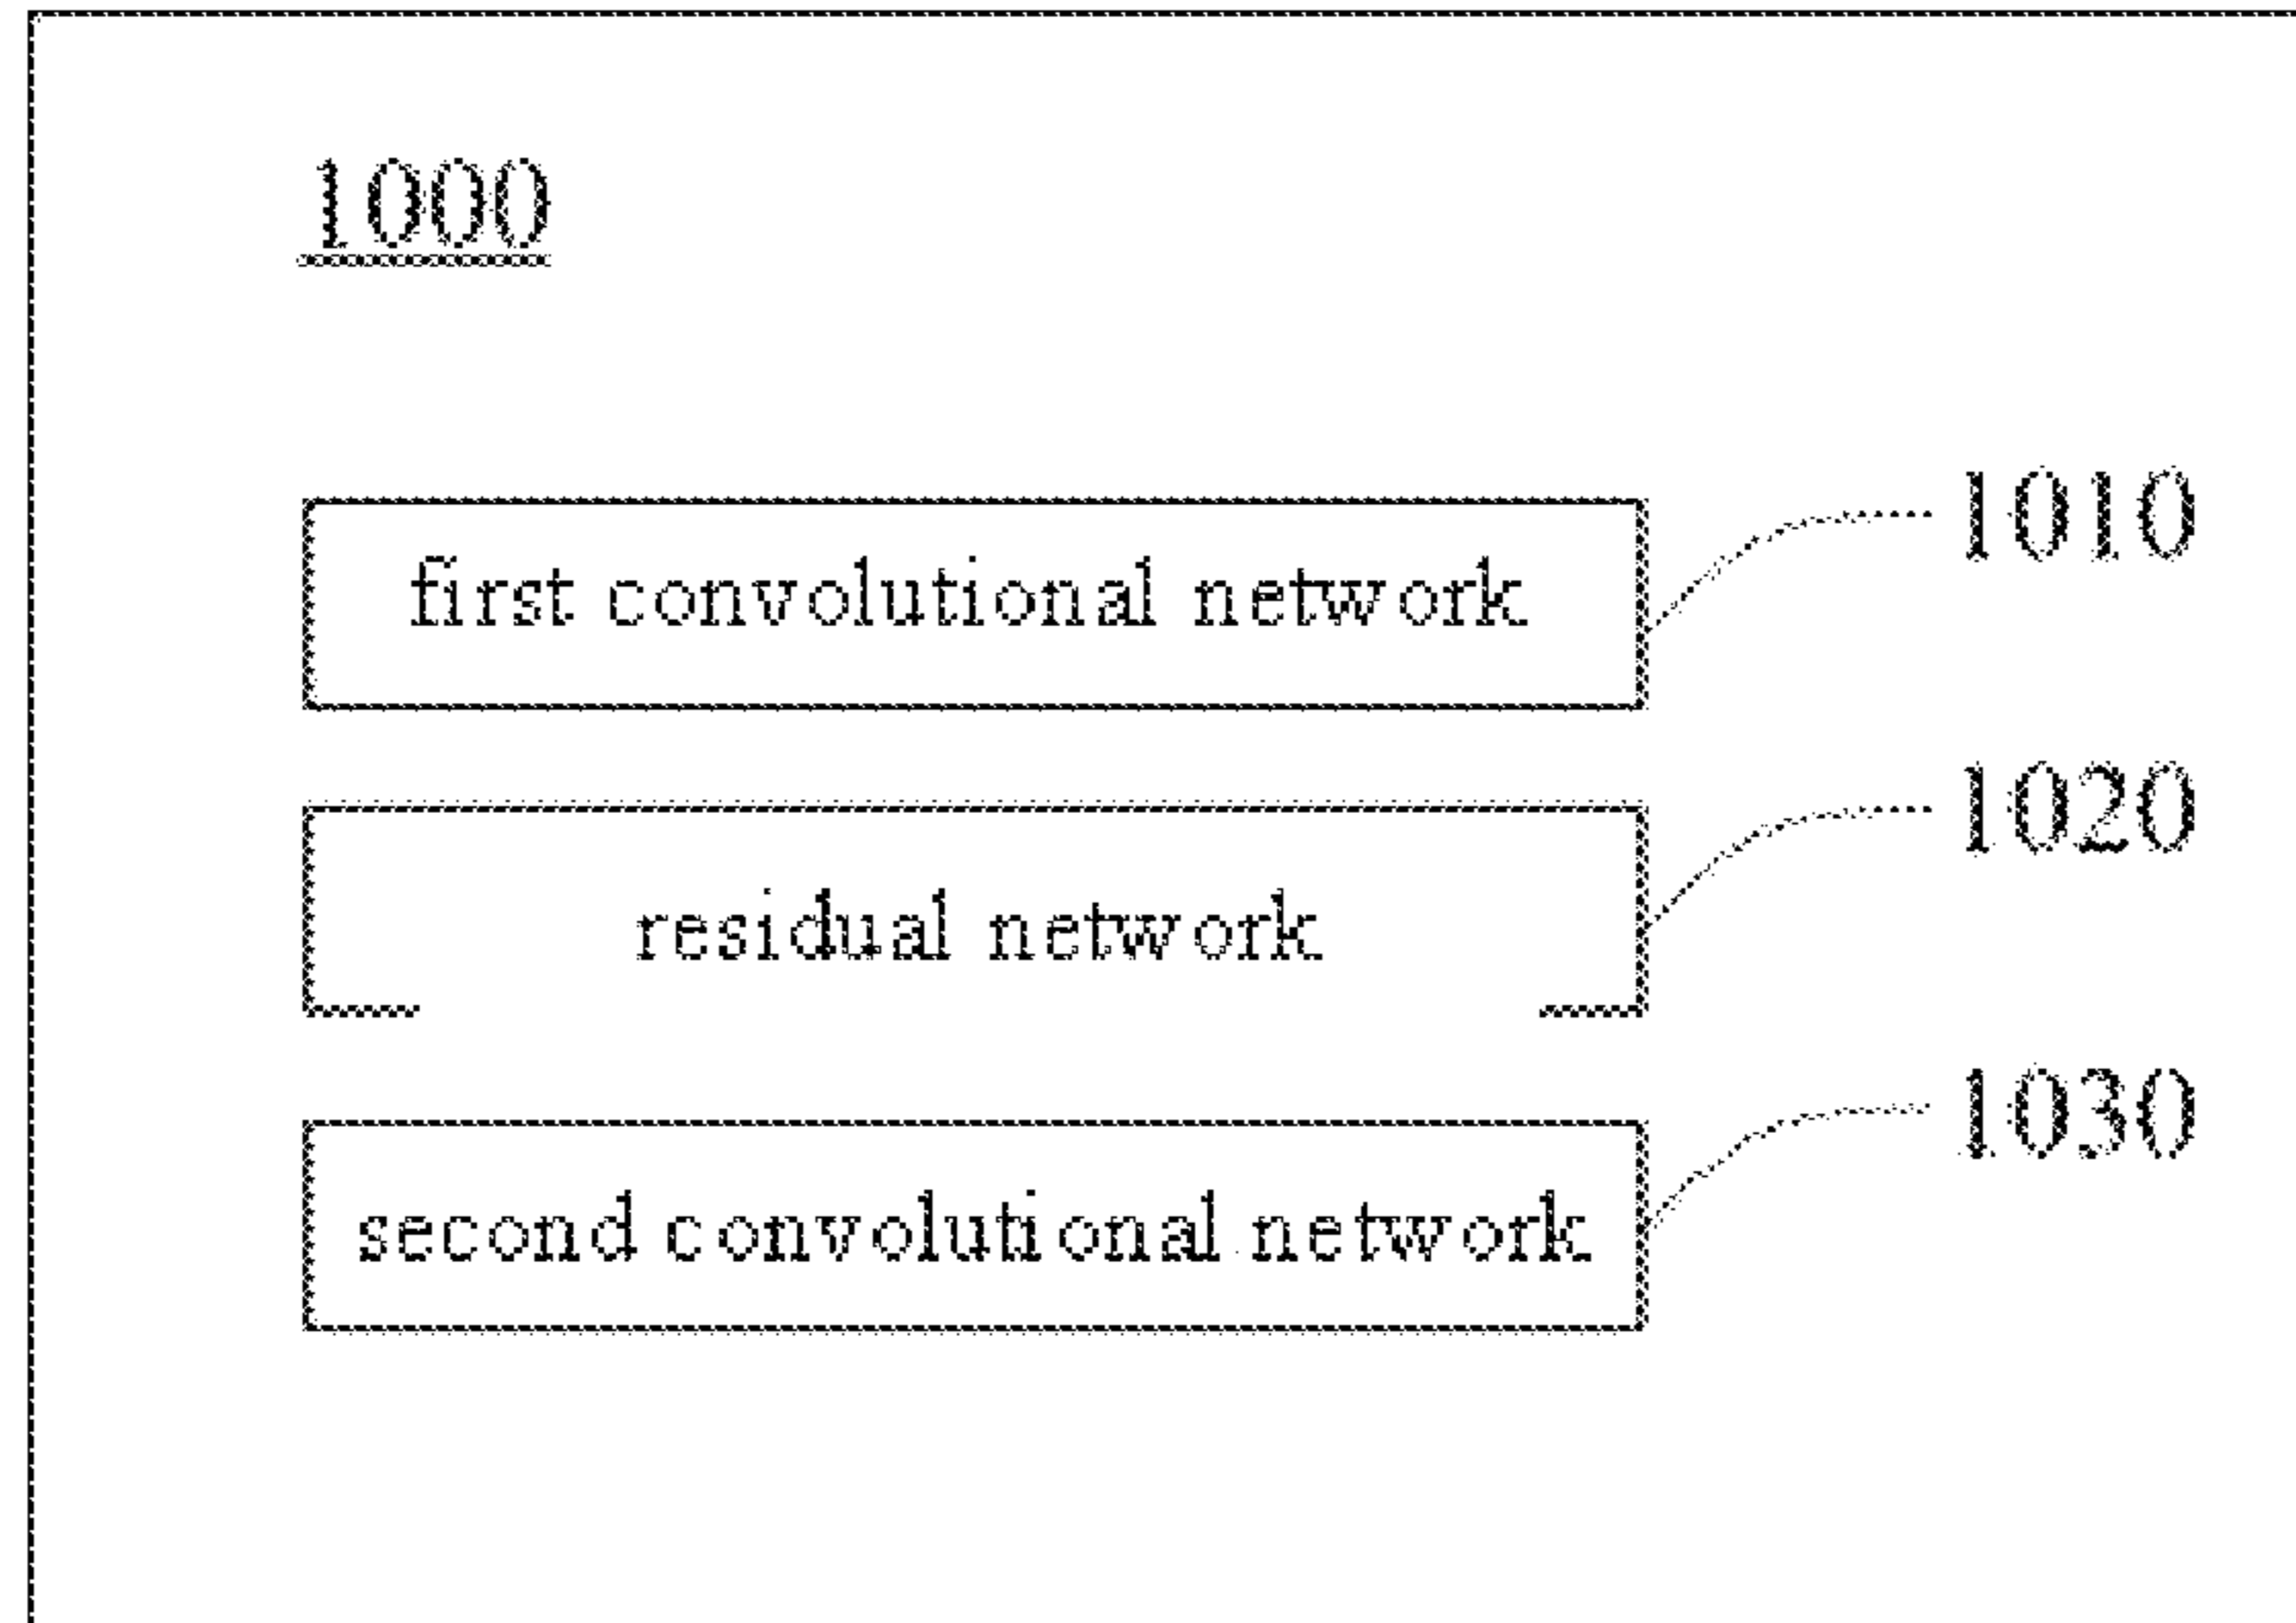 1000
first convolutional network
1010
residual network
1020
second convolutional network
1030